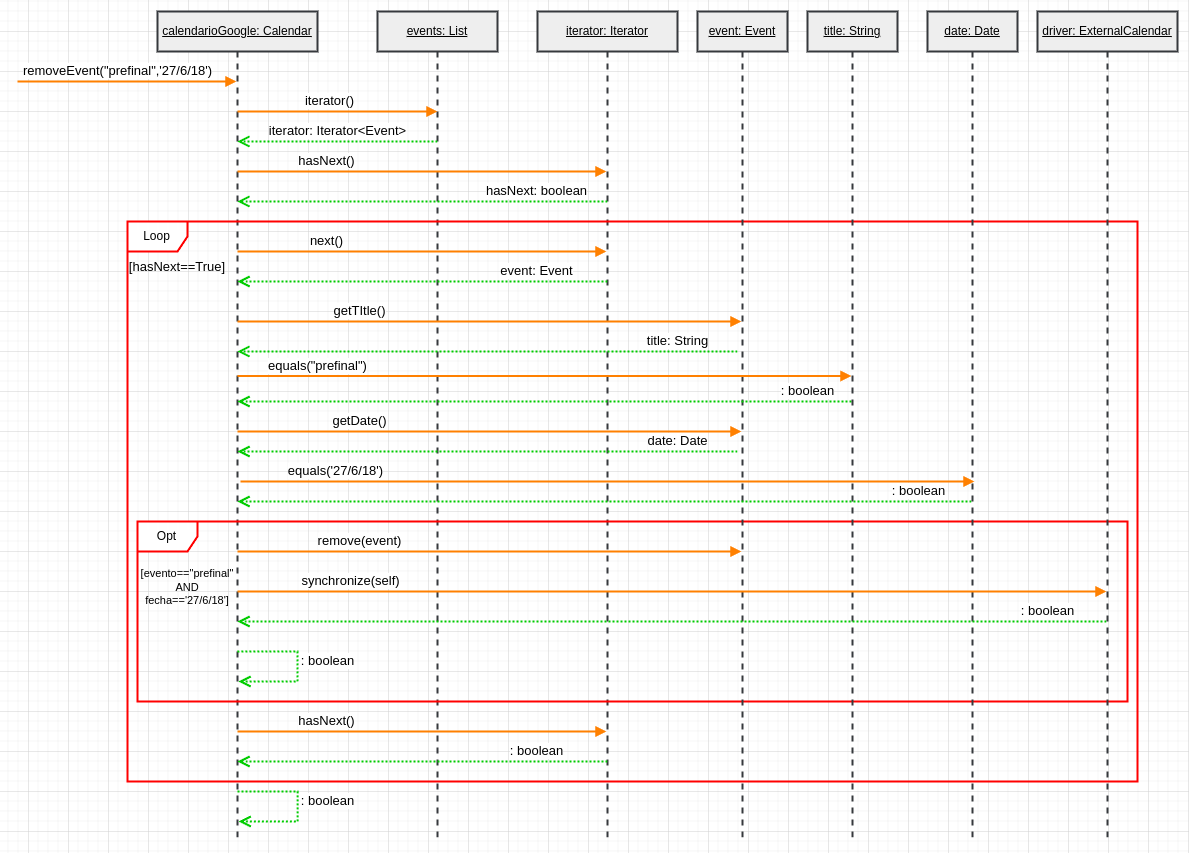 calendarioGoogle: Calendar
events: List
iterator: Iterator
event: Event
title: String
date: Date
driver: ExternalCalendar
removeEvent("prefinal",'27/6/18')
iterator()
iterator: Iterator<Event>
hasNext()
hasNext: boolean
Loop
[hasNext==True]
next()
event: Event
getTItle()
title: String
equals("prefinal")
: boolean
getDate()
date: Date
equals('27/6/18')
: boolean
Opt
[evento=="prefinal"
AND
fecha=='27/6/18']
remove(event)
synchronize(self)
: boolean
: boolean
hasNext()
: boolean
: boolean